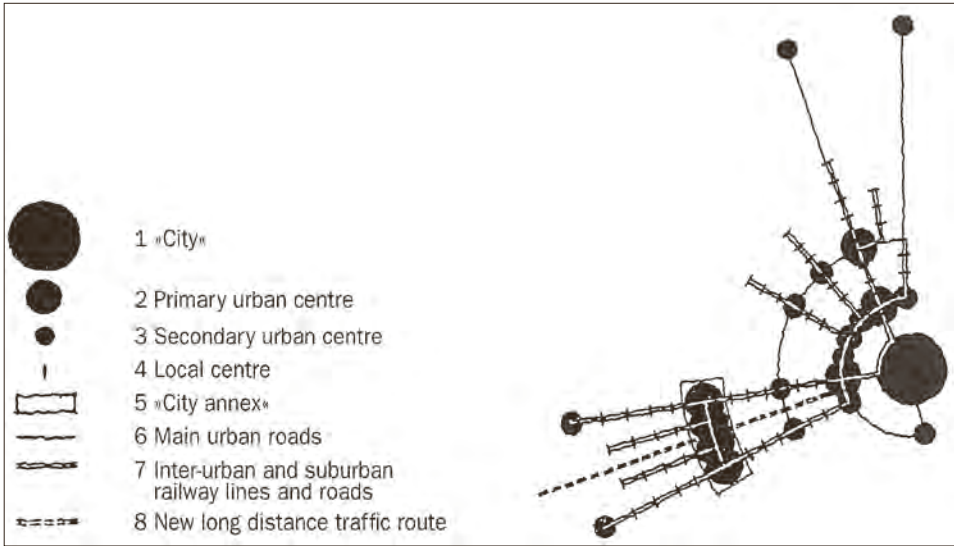 1 »City«
2 Primary urban centre
3 Secondary urban centre
4 Local centre
5 »City annex«
6 Main urban roads
7 Inter-urban and suburban
railway lines and roads
8 New long distance traffic route